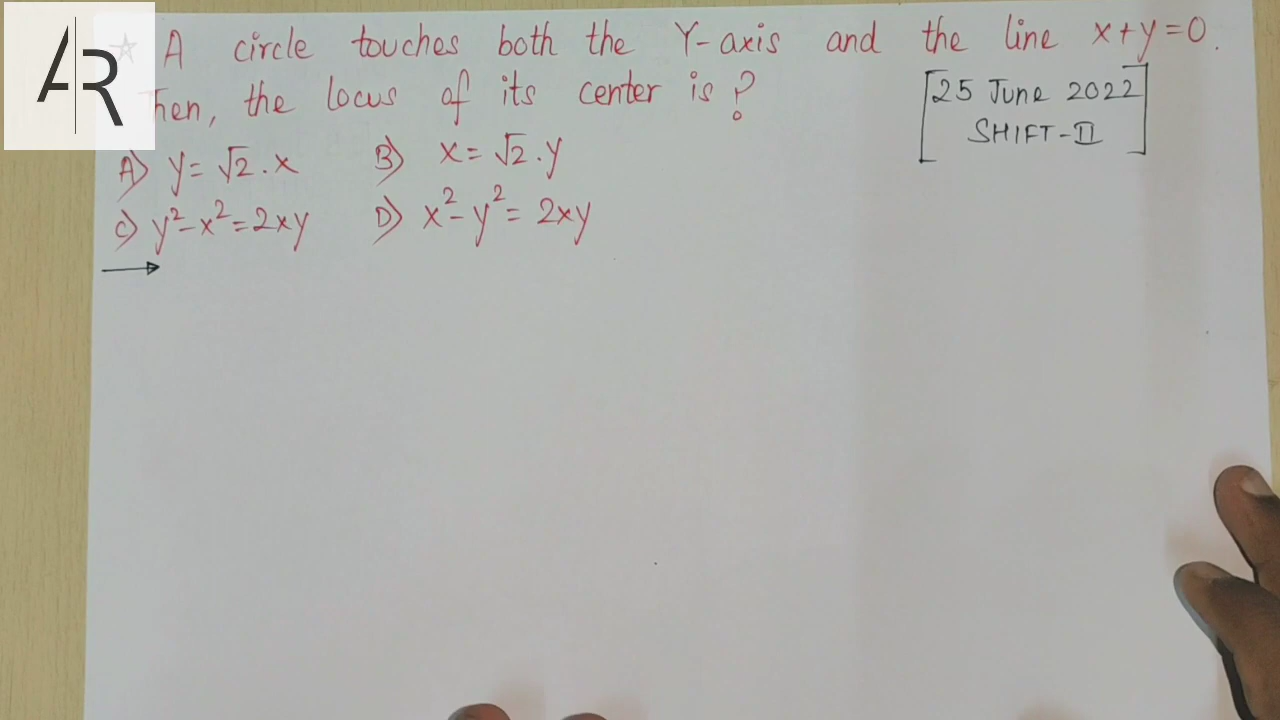 AR
☆ A circle touches both the Y-axis and the line x+y=0.
hen, the locus of its center is ?
[25 June 2022
SHIFT-II]
A) y= √2.x B) x= √2.y
C) y²-x²=2xy D) x²-y²= 2xy